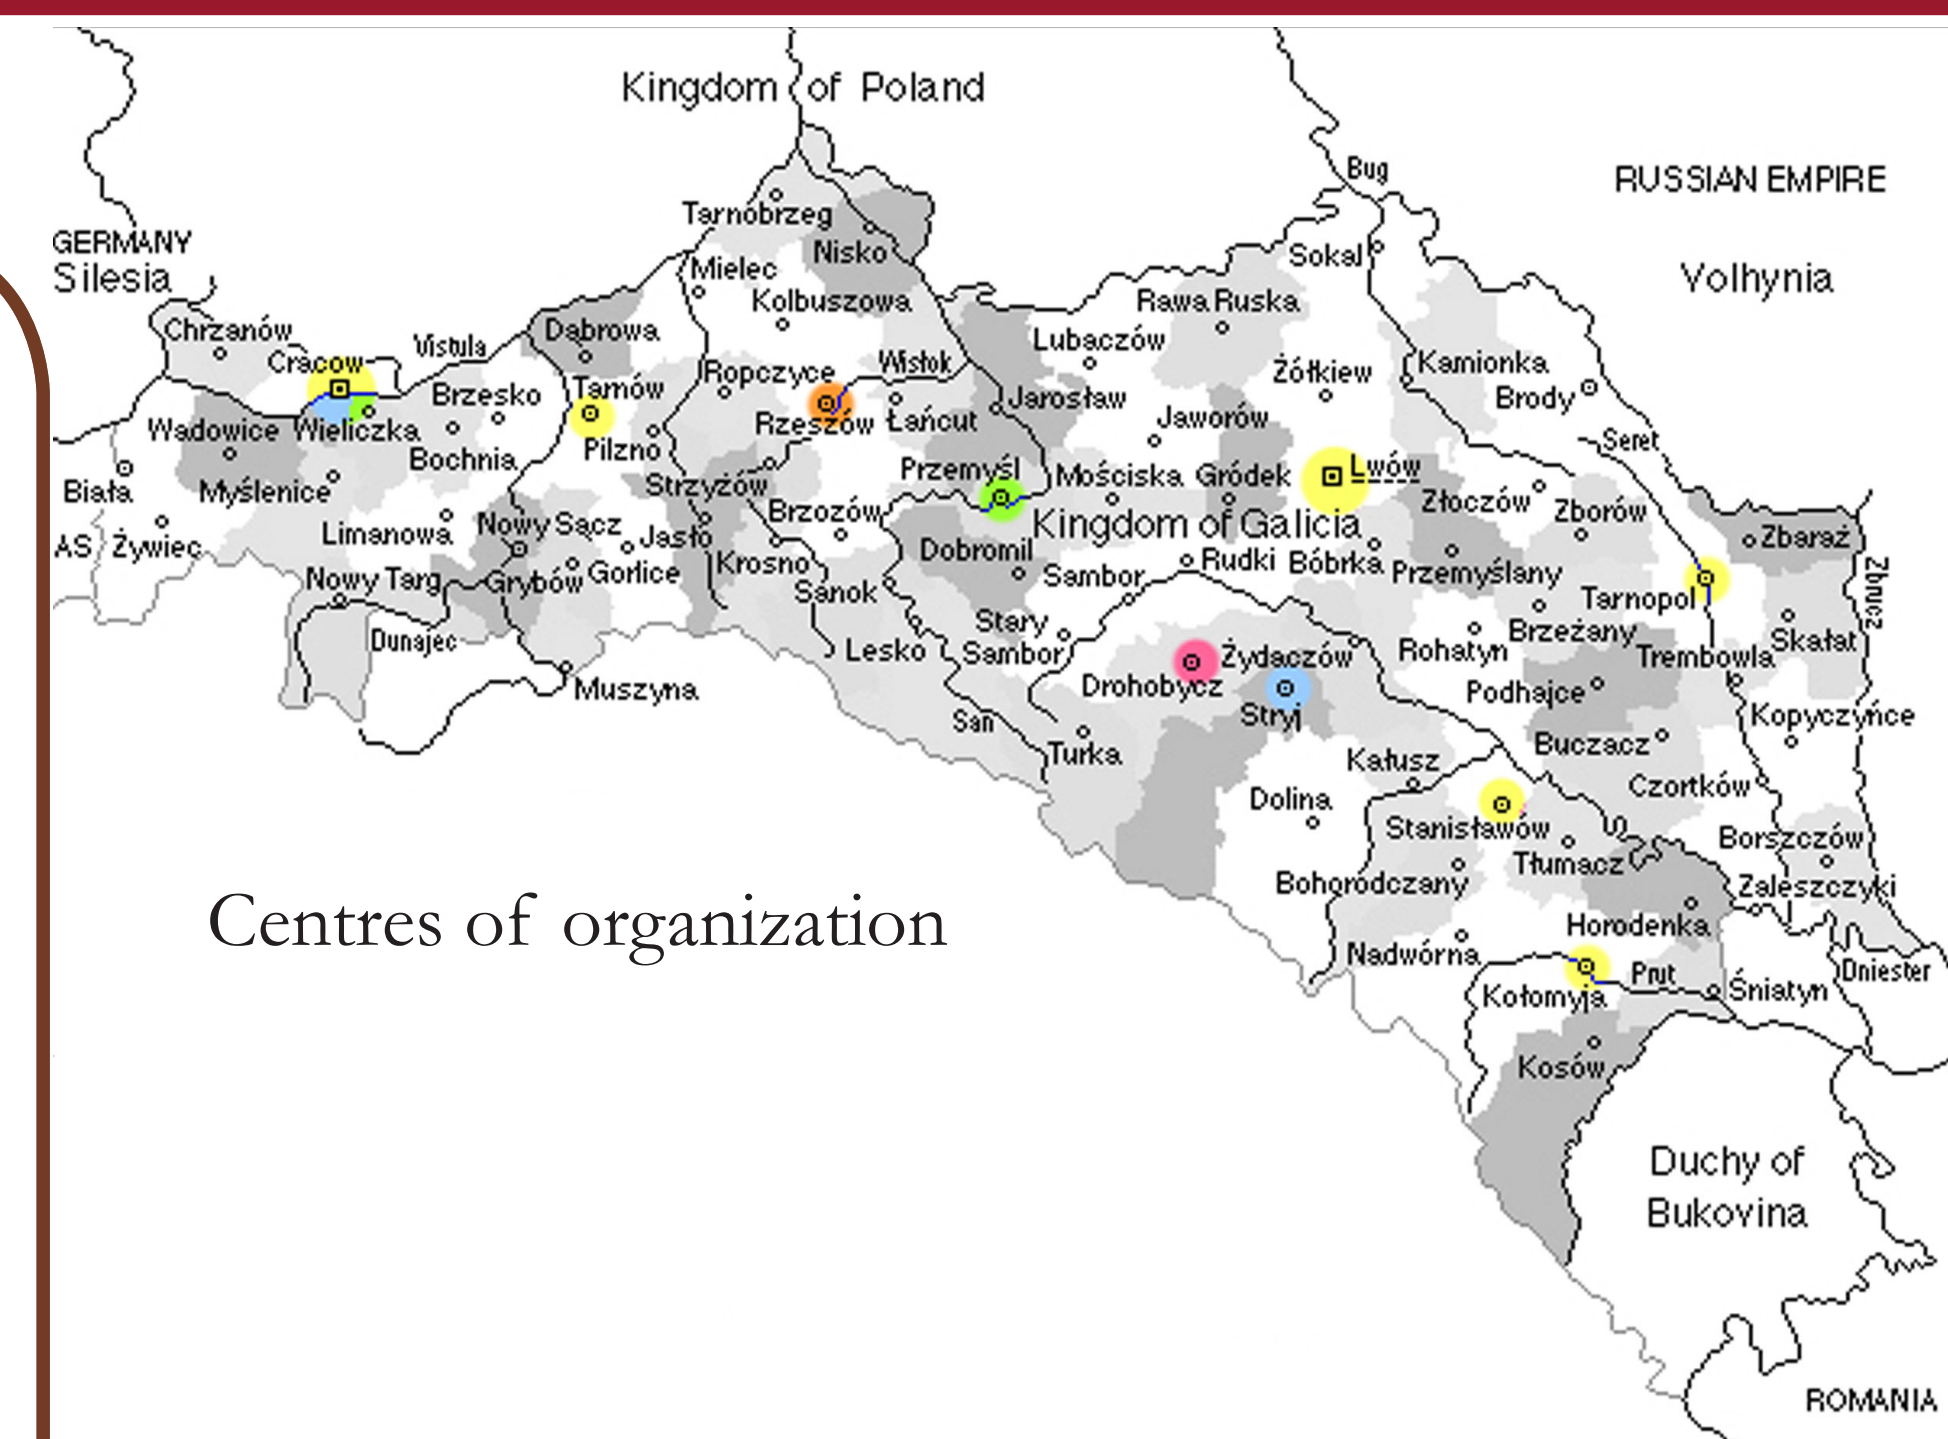 Kingdom of Poland
Bug
RUSSIAN EMPIRE
Tarnobrzeg
GERMANY
Nisko
Sokal
Silesia
Mielec
Volhynia
Kolbuszowa
Rawa Ruska
Chrzanów
Dąbrowa
Lubaczów
Vistula
Cracow
Wisłok
Kamionka
Ropczyce
Żółkiew
Tarnów
Brzesko
Jarosław
Brody
Rzeszów
Łańcut
Jaworów
Wadowice
Wieliczka
Seret
Pilzno
Bochnia
Przemyśl
Lwów
Mościska
Gródek
Biała
Myślenice
Strzyżów
Złoczów
Brzozów
Zborów
Nowy Sącz
Kingdom of Galicia
Limanowa
Jasło
Zbaraż
AS
Żywiec
Dobromil
Rudki
Bóbrka
Krosno
Gorlice
Nowy Targ
Grybów
Sambor
Przemyślany
Zbrucz
Sanok
Tarnopol
Stary
Sambor
Brzeżany
Dunajec
Skałat
Lesko
Rohatyn
Żydaczów
Trembowla
Drohobycz
Muszyna
Podhajce
Stryj
San
Kopyczyńce
Turka
Buczacz
Kałusz
Czortków
Dolina
Stanisławów
Borszczów
Tłumacz
Bohorodczany
Zaleszczyki
Centres of organization
Horodenka
Nadwórna
Prut
Dniester
Kołomyja
Śniatyn
Kosów
Duchy of
Bukovina
ROMANIA